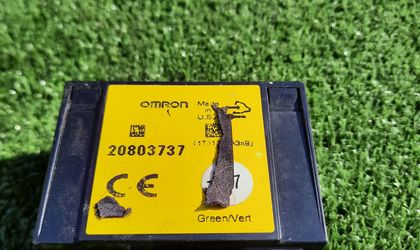 OMRON
Made
in
U.S.
20803737
CE
Green/Vert